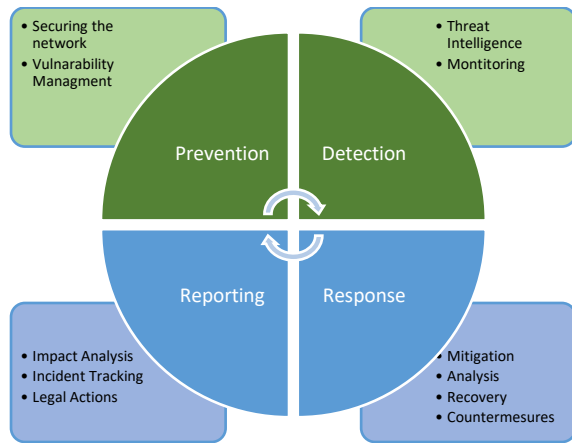 • Securing the
network
• Vulnarability
Managment
• Threat
Intelligence
• Montitoring
Prevention
Detection
Reporting
Response
• Impact Analysis
• Incident Tracking
• Legal Actions
• Mitigation
• Analysis
• Recovery
• Countermesures